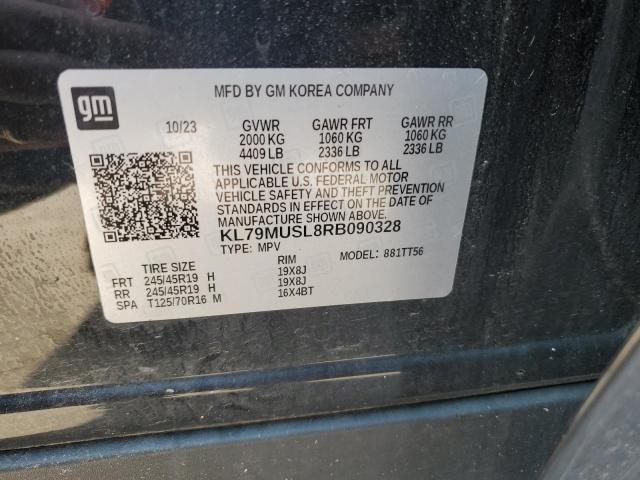 gm
MFD BY GM KOREA COMPANY
10/23 GVWR GAWR FRT GAWR RR
2000 KG 1060 KG 1060 KG
4409 LB 2336 LB 2336 LB
THIS VEHICLE CONFORMS TO ALL
APPLICABLE U.S. FEDERAL MOTOR
VEHICLE SAFETY AND THEFT PREVENTION
STANDARDS IN EFFECT ON THE DATE OF
MANUFACTURE SHOWN ABOVE.
KL79MUSL8RB090328
TYPE: MPV MODEL: 881TT56
TIRE SIZE RIM
FRT 245/45R19 H 19X8J
RR 245/45R19 H 19X8J
SPA T125/70R16 M 16X4BT